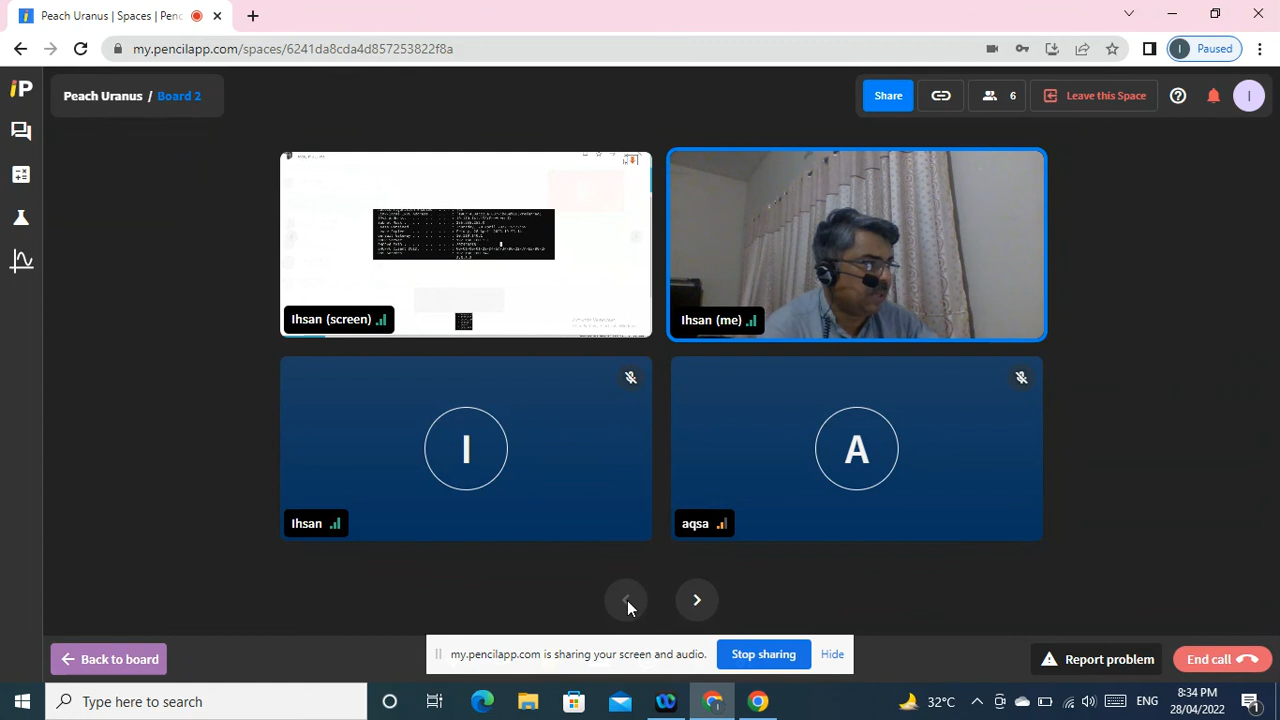 Peach Uranus | Spaces | Penc
my.pencilapp.com/spaces/6241da8cda4d857253822f8a
I
Paused
iP
Peach Uranus / Board 2
Share
6
Leave this Space
I
Ihsan (screen)
Ihsan (me)
I
A
Ihsan
aqsa
Back to board
my.pencilapp.com is sharing your screen and audio.
Stop sharing
Hide
Report problem
End call
Type here to search
32°C
ENG
8:34 PM
28/04/2022
1